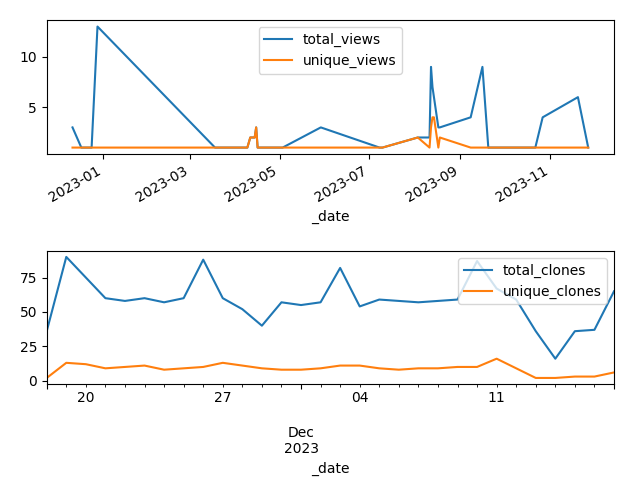 total_views
unique_views
10
5
2023-01
2023-03
2023-05
2023-07
2023-09
2023-11
_date
total_clones
unique_clones
75
50
25
0
20
27
04
11
Dec
2023
_date